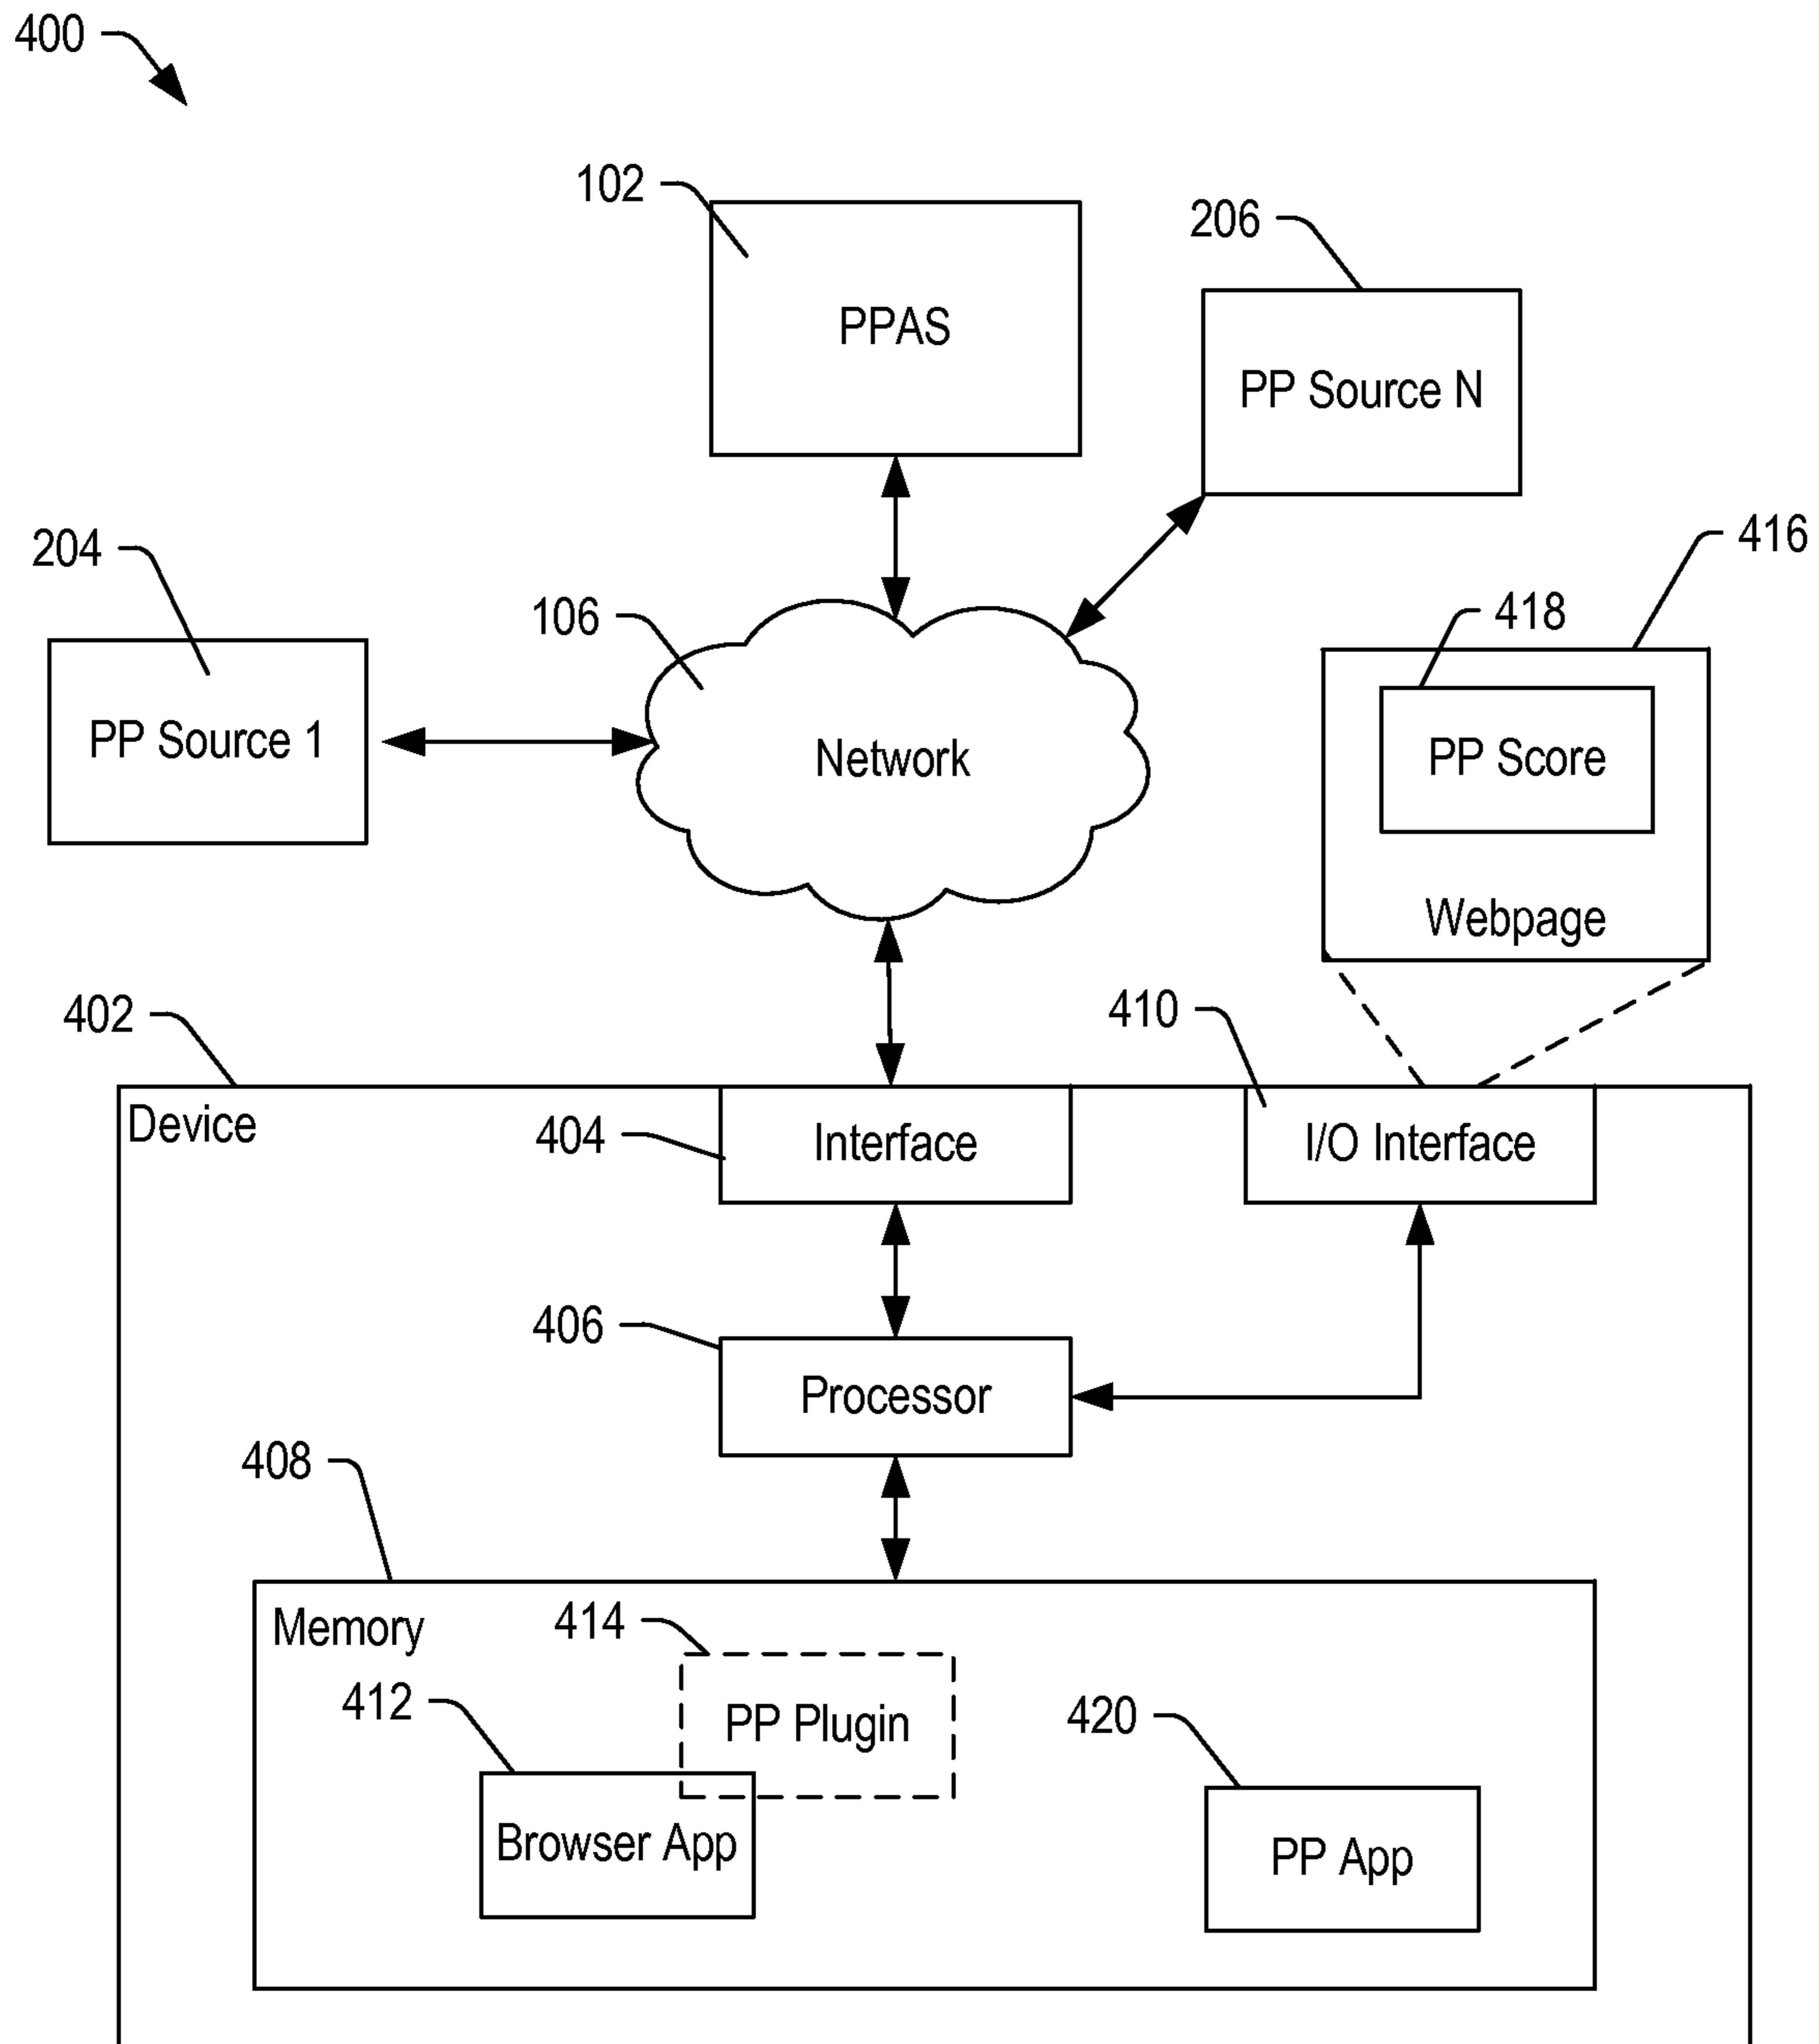 400
102
PPAS
206
PP Source N
204
PP Source 1
106
Network
416
418
PP Score
Webpage
402
Device
404
Interface
410
I/O Interface
406
Processor
408
Memory
414
PP Plugin
412
Browser App
420
PP App